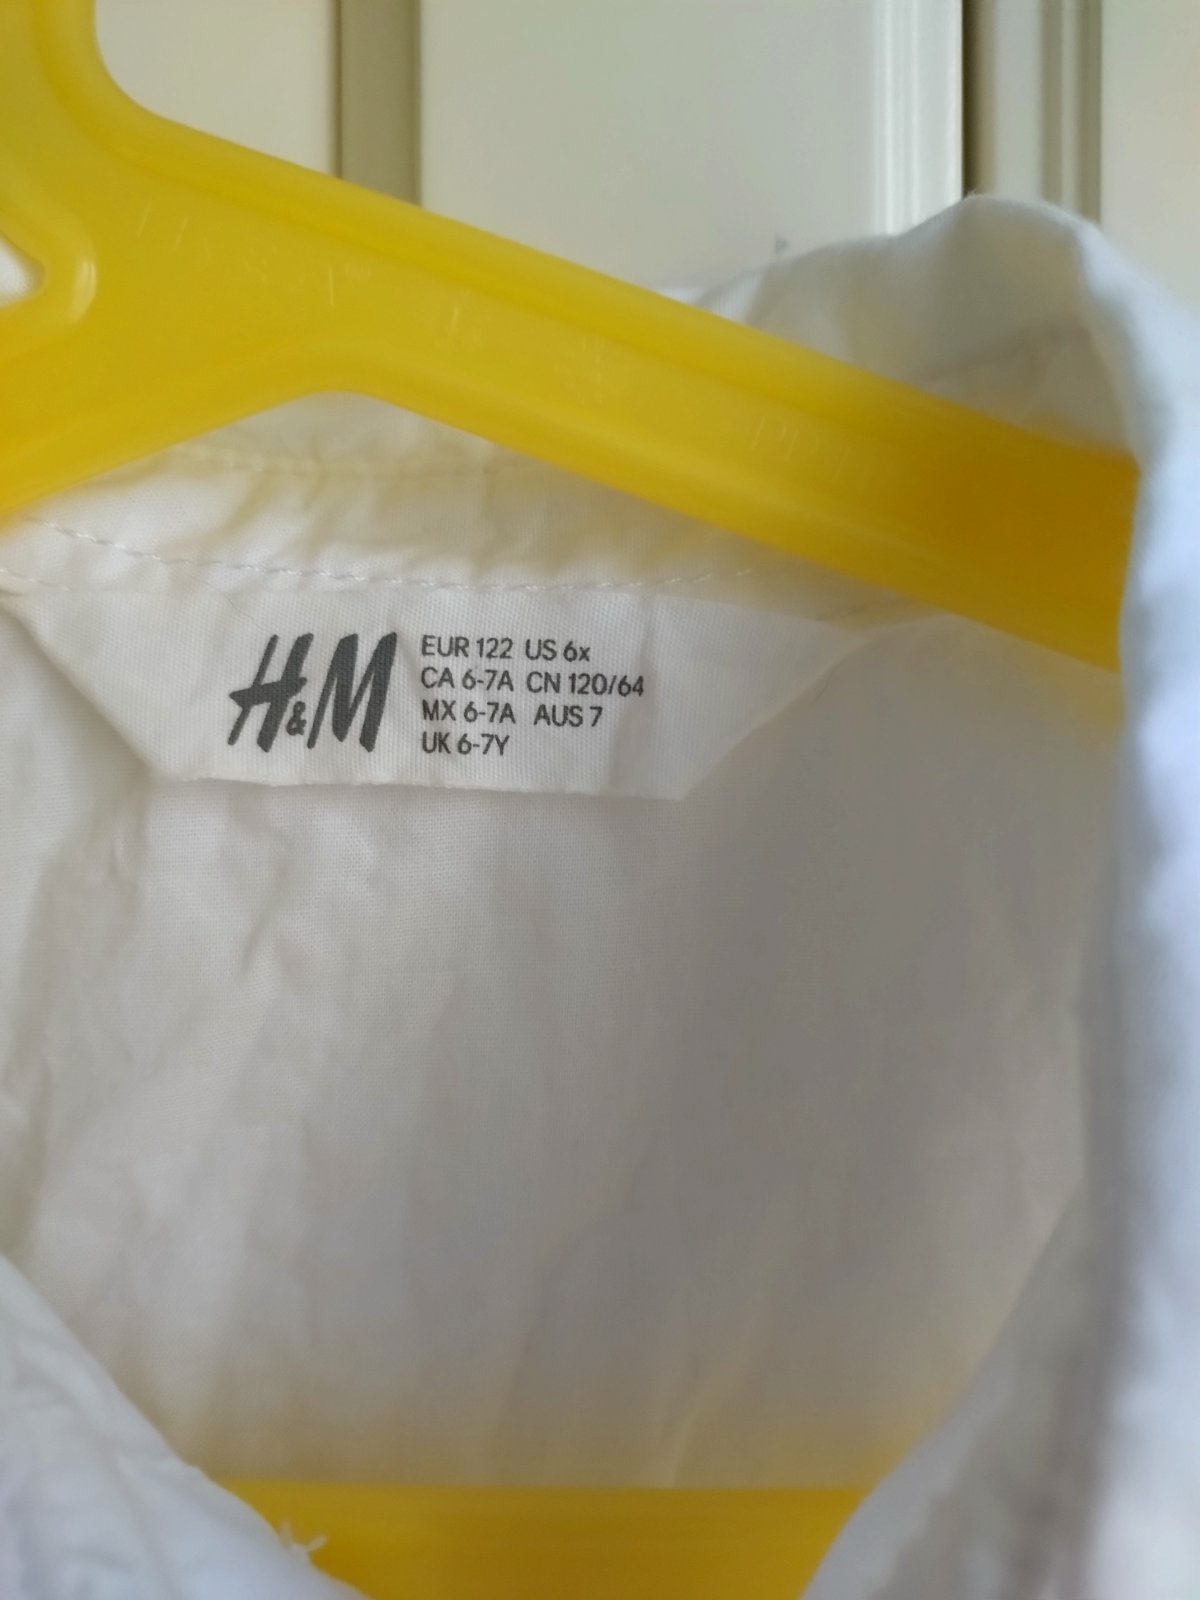 H&M
EUR 122 US 6x
CA 6-7A CN 120/64
MX 6-7A AUS 7
UK 6-7Y